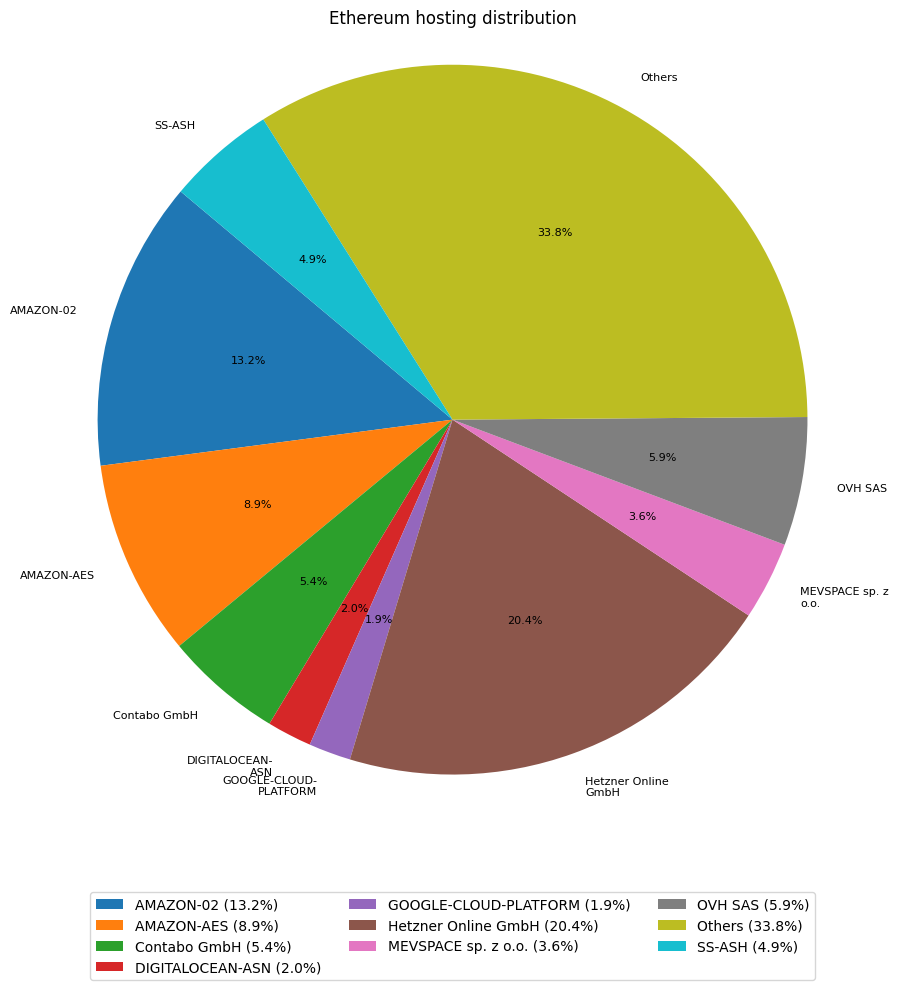 Ethereum hosting distribution
Others
SS-ASH
33.8%
4.9%
AMAZON-02
13.2%
5.9%
OVH SAS
8.9%
3.6%
AMAZON-AES
5.4%
MEVSPACE sp. z
o.o.
2.0%
1.9%
20.4%
Contabo GmbH
DIGITALOCEAN-
ASN
GOOGLE-CLOUD-
PLATFORM
Hetzner Online
GmbH
AMAZON-02 (13.2%)
AMAZON-AES (8.9%)
Contabo GmbH (5.4%)
DIGITALOCEAN-ASN (2.0%)
GOOGLE-CLOUD-PLATFORM (1.9%)
Hetzner Online GmbH (20.4%)
MEVSPACE sp. z o.o. (3.6%)
OVH SAS (5.9%)
Others (33.8%)
SS-ASH (4.9%)